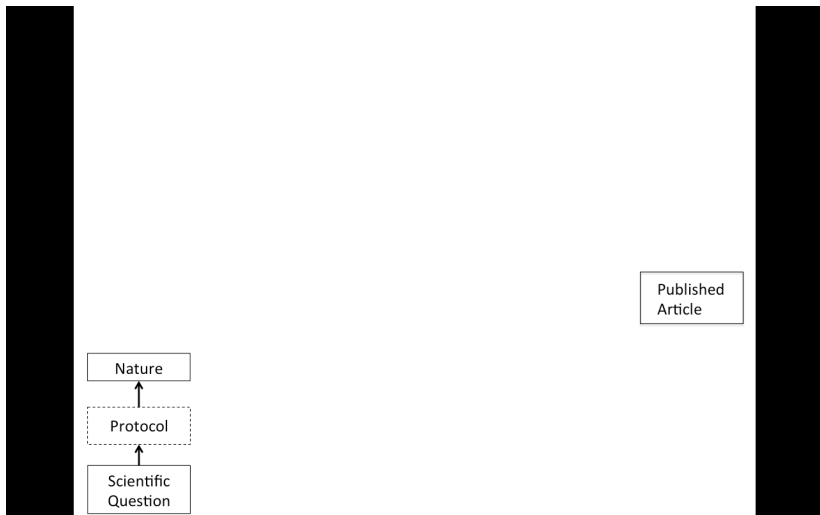 Published
Article
Nature
Protocol
Scientific
Question